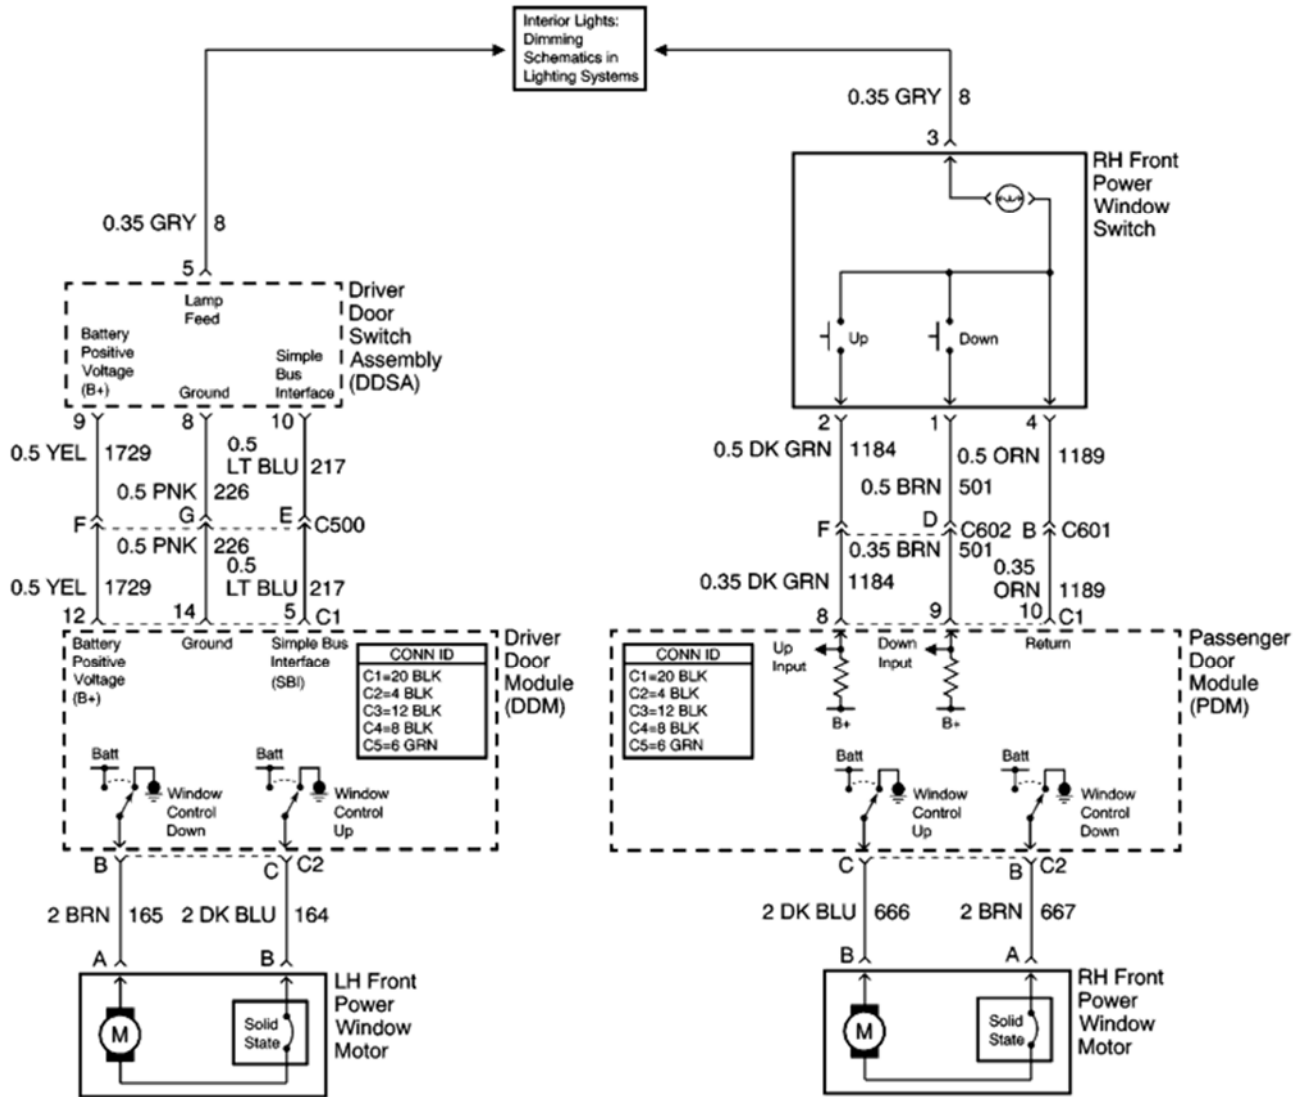 Interior Lights:
Dimming
Schematics in
Lighting Systems
0.35 GRY 8
0.35 GRY 8
3
RH Front
Power
Window
Switch
Up
Down
5
Lamp
Feed
Battery
Positive
Voltage
(B+)
Ground
Simple
Bus
Interface
Driver
Door
Switch
Assembly
(DDSA)
9 8 10
0.5 YEL 1729
0.5 PNK 226
0.5
LT BLU 217
F G E C500
0.5 PNK 226
0.5 YEL 1729
0.5
LT BLU 217
12 14 5 C1
2 1 4
0.5 DK GRN 1184
0.5 BRN 501
0.5 ORN 1189
F D C602 B C601
0.35 BRN 501
0.35 DK GRN 1184
0.35
ORN 1189
8 9 10 C1
Battery
Positive
Voltage
(B+)
Ground
Simple Bus
Interface
(SBI)
CONN ID
C1=20 BLK
C2=4 BLK
C3=12 BLK
C4=8 BLK
C5=6 GRN
Driver
Door
Module
(DDM)
Batt
Window
Control
Down
Batt
Window
Control
Up
B C C2
2 BRN 165
2 DK BLU 164
A B
M
Solid
State
LH Front
Power
Window
Motor
CONN ID
C1=20 BLK
C2=4 BLK
C3=12 BLK
C4=8 BLK
C5=6 GRN
Up
Input
B+
Down
Input
B+
Return
Passenger
Door
Module
(PDM)
Batt
Window
Control
Up
Batt
Window
Control
Down
C B C2
2 DK BLU 666
2 BRN 667
B A
M
Solid
State
RH Front
Power
Window
Motor